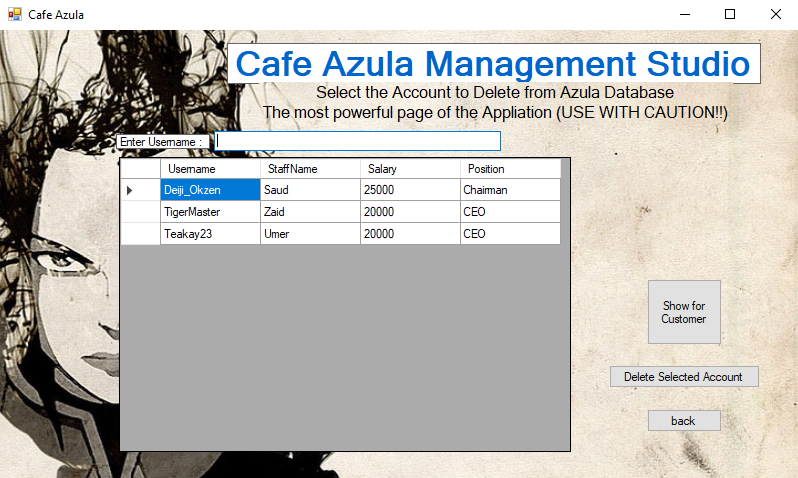 Cafe Azula
Cafe Azula Management Studio
Select the Account to Delete from Azula Database
The most powerful page of the Appliation (USE WITH CAUTION!!)
Enter Username :
Username StaffName Salary Position
Deiji_Okzen Saud 25000 Chairman
TigerMaster Zaid 20000 CEO
Teakay23 Umer 20000 CEO
Show for
Customer
Delete Selected Account
back